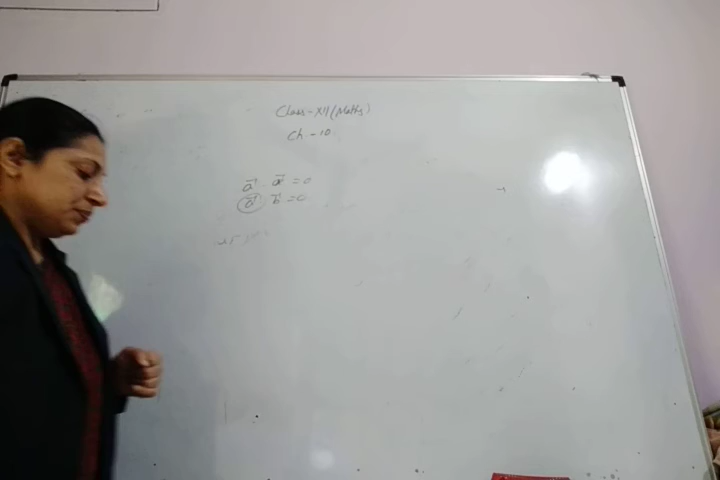 Class-XII (Maths)
Ch-10
a⃗ . a⃗ = 0
a⃗ . b⃗ = 0